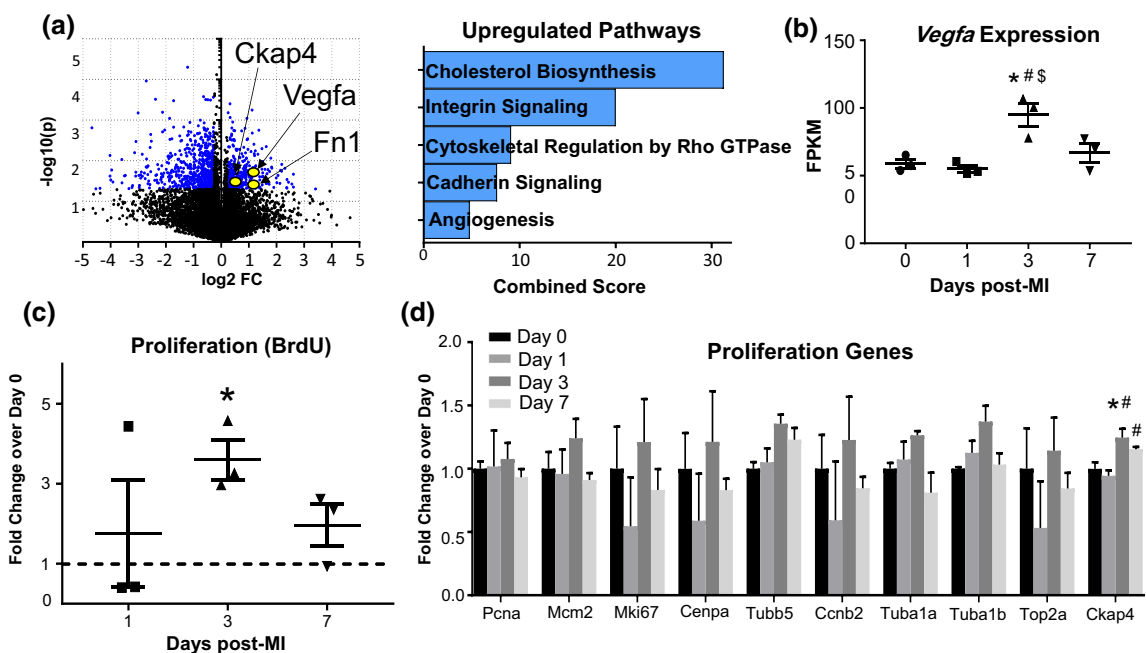 (a)
5
4
3
2
1
-log10(p)
Ckap4
Vegfa
Fn1
-5 -4 -3 -2 -1 0 1 2 3 4 5
log2 FC
Upregulated Pathways
Cholesterol Biosynthesis
Integrin Signaling
Cytoskeletal Regulation by Rho GTPase
Cadherin Signaling
Angiogenesis
0 10 20 30
Combined Score
(b)
Vegfa Expression
150
100
5
0
0
FPKM
* # $
0 1 3 7
Days post-MI
(c)
Proliferation (BrdU)
5
3
1
0
Fold Change over Day 0
*
1 3 7
Days post-MI
(d)
Proliferation Genes
Day 0
Day 1
Day 3
Day 7
2.0
1.5
1.0
0.5
0.0
Fold Change over Day 0
* #
#
Pcna Mcm2 Mki67 Cenpa Tubb5 Ccnb2 Tuba1a Tuba1b Top2a Ckap4